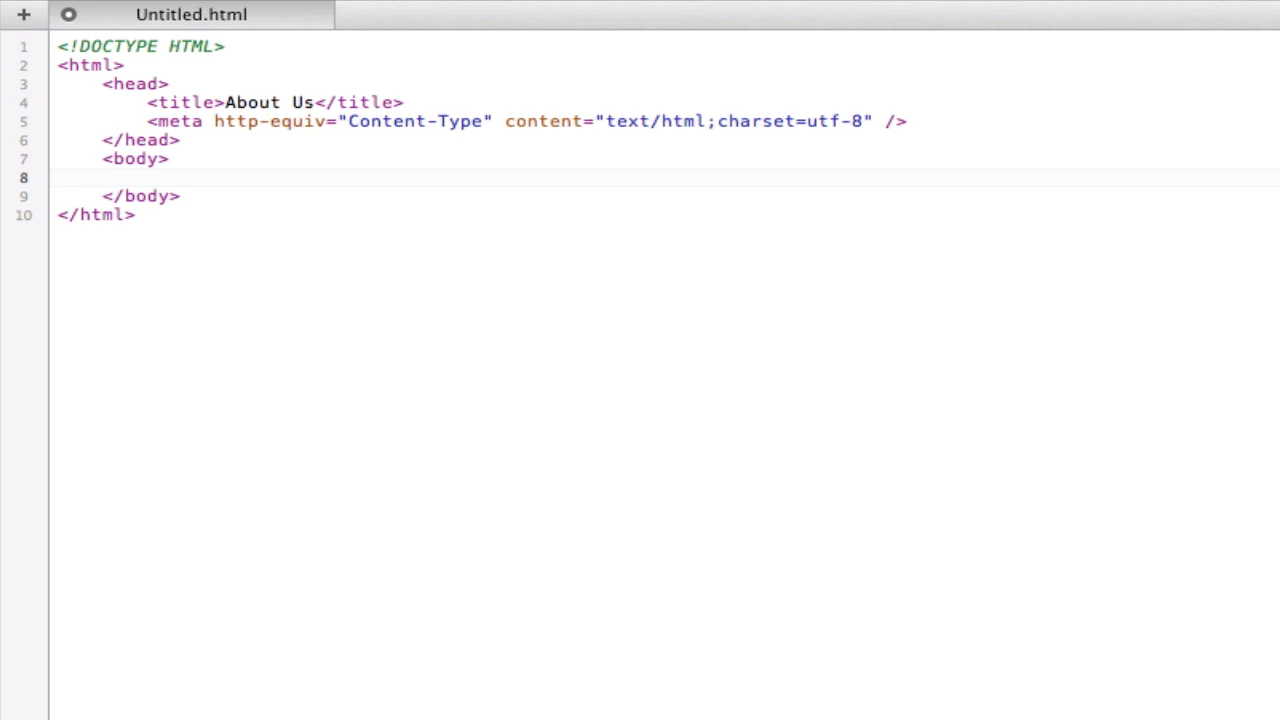 + Untitled.html
1 <!DOCTYPE HTML>
2 <html>
3 <head>
4 <title>About Us</title>
5 <meta http-equiv="Content-Type" content="text/html;charset=utf-8" />
6 </head>
7 <body>
8
9 </body>
10 </html>